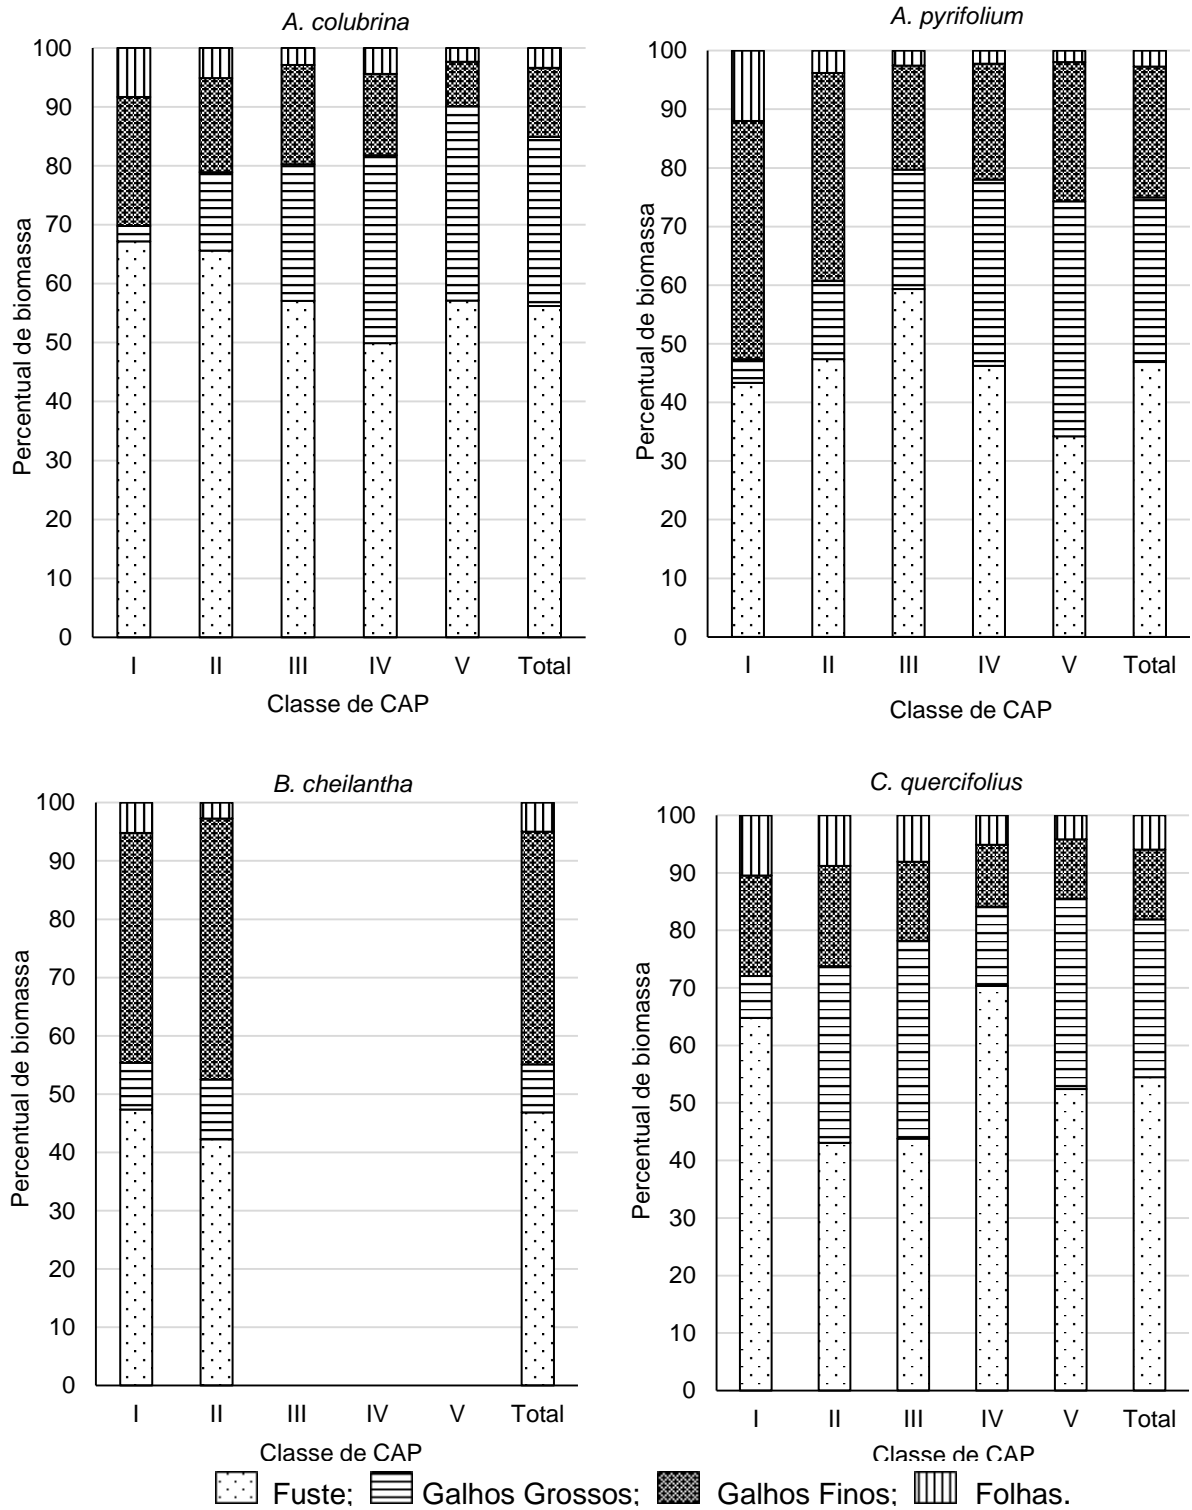 A. colubrina
Percentual de biomassa
100
90
80
70
60
50
40
30
20
10
0
I II III IV V Total
Classe de CAP
A. pyrifolium
Percentual de biomassa
100
90
80
70
60
50
40
30
20
10
0
I II III IV V Total
Classe de CAP
B. cheilantha
Percentual de biomassa
100
90
80
70
60
50
40
30
20
10
0
I II III IV V Total
Classe de CAP
C. quercifolius
Percentual de biomassa
100
90
80
70
60
50
40
30
20
10
0
I II III IV V Total
Classe de CAP
Fuste; Galhos Grossos; Galhos Finos; Folhas.